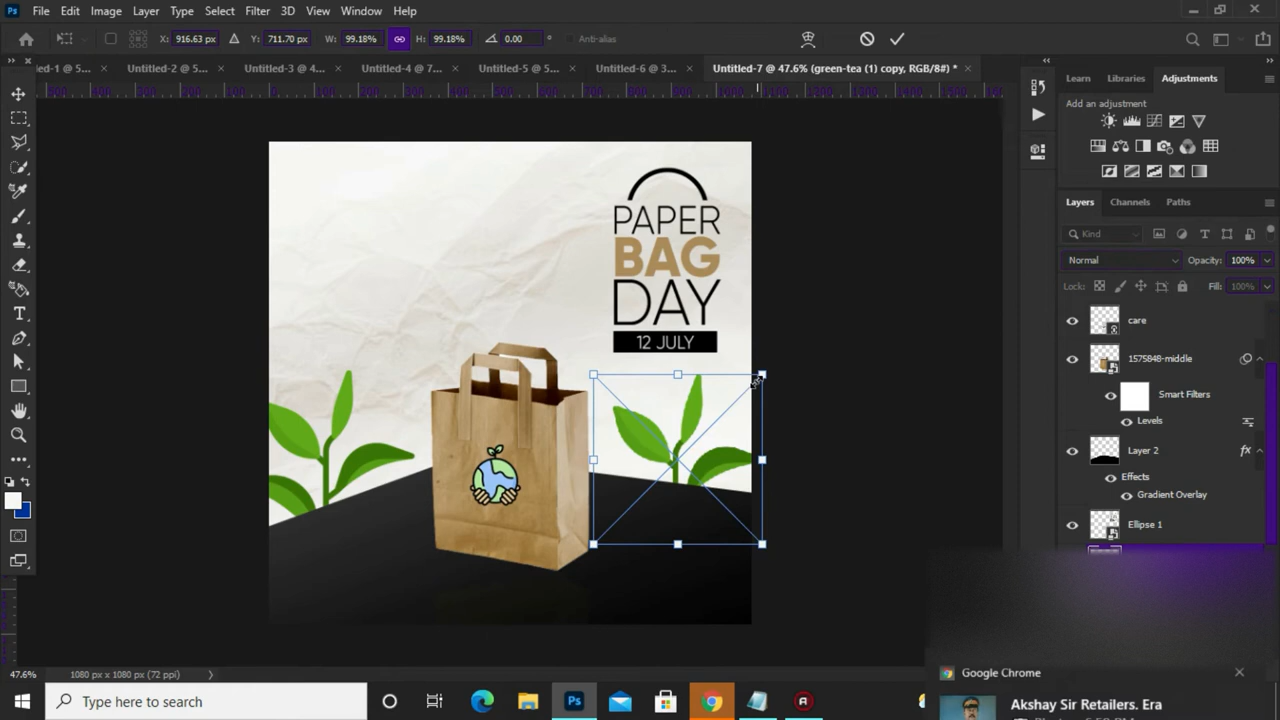 Ps File Edit Image Layer Type Select Filter 3D View Window Help
X: 916.63 px Y: 711.70 px W: 99.18% H: 99.18% 0.00 ° Anti-alias
led-1 @ 5... × Untitled-2 @ 5... × Untitled-3 @ 4... × Untitled-4 @ 7... × Untitled-5 @ 5... × Untitled-6 @ 3... × Untitled-7 @ 47.6% (green-tea (1) copy, RGB/8#) * ×
Learn Libraries Adjustments
Add an adjustment
PAPER
BAG
DAY
12 JULY
Layers Channels Paths
Kind
Normal Opacity: 100%
Lock: Fill: 100%
care
1575848-middle
Smart Filters
Levels
Layer 2 fx
Effects
Gradient Overlay
Ellipse 1
47.6% 1080 px x 1080 px (72 ppi)
Google Chrome
Akshay Sir Retailers. Era
Type here to search